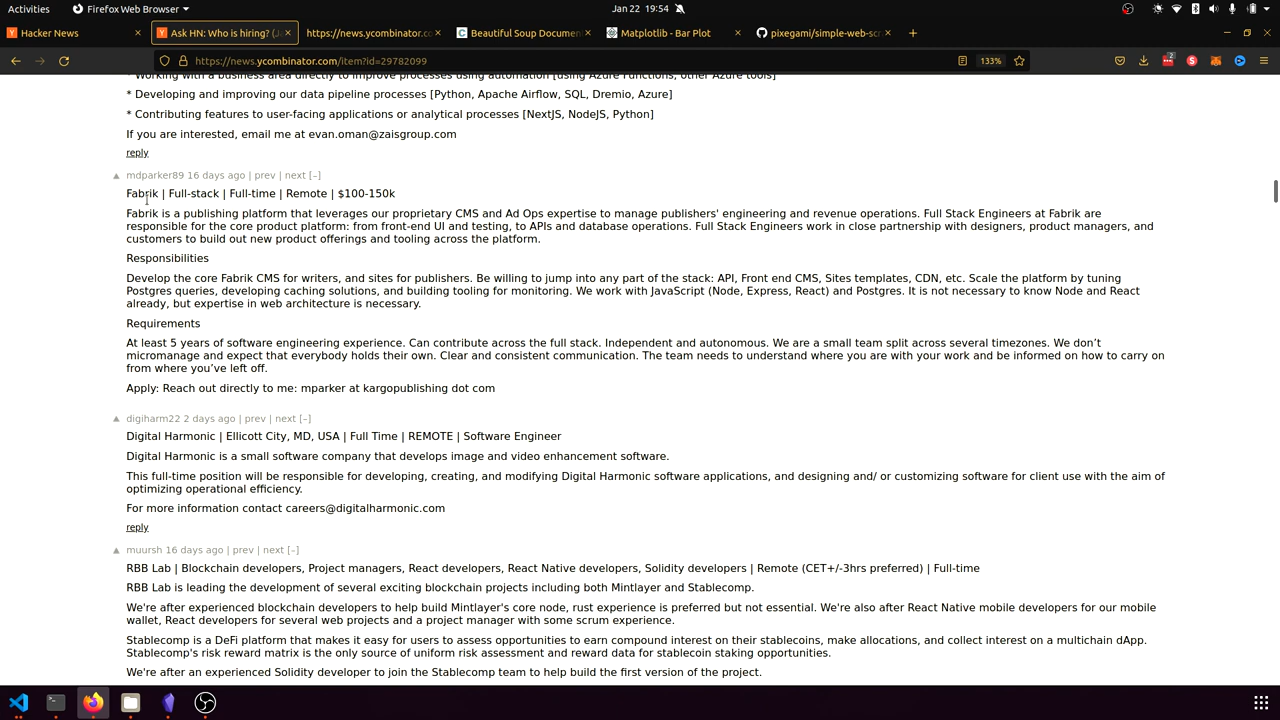 Activities
Firefox Web Browser
Jan 22 19:54
Hacker News
Ask HN: Who is hiring? (Ja
https://news.ycombinator.co
Beautiful Soup Documen
Matplotlib - Bar Plot
pixegami/simple-web-scr
https://news.ycombinator.com/item?id=29782099
133%
2
* Working with a business area directly to improve processes using automation [using Azure Functions, other Azure tools]
* Developing and improving our data pipeline processes [Python, Apache Airflow, SQL, Dremio, Azure]
* Contributing features to user-facing applications or analytical processes [NextJS, NodeJS, Python]
If you are interested, email me at evan.oman@zaisgroup.com
reply
mdparker89 16 days ago | prev | next [–]
Fabrik | Full-stack | Full-time | Remote | $100-150k
Fabrik is a publishing platform that leverages our proprietary CMS and Ad Ops expertise to manage publishers' engineering and revenue operations. Full Stack Engineers at Fabrik are
responsible for the core product platform: from front-end UI and testing, to APIs and database operations. Full Stack Engineers work in close partnership with designers, product managers, and
customers to build out new product offerings and tooling across the platform.
Responsibilities
Develop the core Fabrik CMS for writers, and sites for publishers. Be willing to jump into any part of the stack: API, Front end CMS, Sites templates, CDN, etc. Scale the platform by tuning
Postgres queries, developing caching solutions, and building tooling for monitoring. We work with JavaScript (Node, Express, React) and Postgres. It is not necessary to know Node and React
already, but expertise in web architecture is necessary.
Requirements
At least 5 years of software engineering experience. Can contribute across the full stack. Independent and autonomous. We are a small team split across several timezones. We don’t
micromanage and expect that everybody holds their own. Clear and consistent communication. The team needs to understand where you are with your work and be informed on how to carry on
from where you’ve left off.
Apply: Reach out directly to me: mparker at kargopublishing dot com
digiharm22 2 days ago | prev | next [–]
Digital Harmonic | Ellicott City, MD, USA | Full Time | REMOTE | Software Engineer
Digital Harmonic is a small software company that develops image and video enhancement software.
This full-time position will be responsible for developing, creating, and modifying Digital Harmonic software applications, and designing and/ or customizing software for client use with the aim of
optimizing operational efficiency.
For more information contact careers@digitalharmonic.com
reply
muursh 16 days ago | prev | next [–]
RBB Lab | Blockchain developers, Project managers, React developers, React Native developers, Solidity developers | Remote (CET+/-3hrs preferred) | Full-time
RBB Lab is leading the development of several exciting blockchain projects including both Mintlayer and Stablecomp.
We're after experienced blockchain developers to help build Mintlayer's core node, rust experience is preferred but not essential. We're also after React Native mobile developers for our mobile
wallet, React developers for several web projects and a project manager with some scrum experience.
Stablecomp is a DeFi platform that makes it easy for users to assess opportunities to earn compound interest on their stablecoins, make allocations, and collect interest on a multichain dApp.
Stablecomp's risk reward matrix is the only source of uniform risk assessment and reward data for stablecoin staking opportunities.
We're after an experienced Solidity developer to join the Stablecomp team to help build the first version of the project.